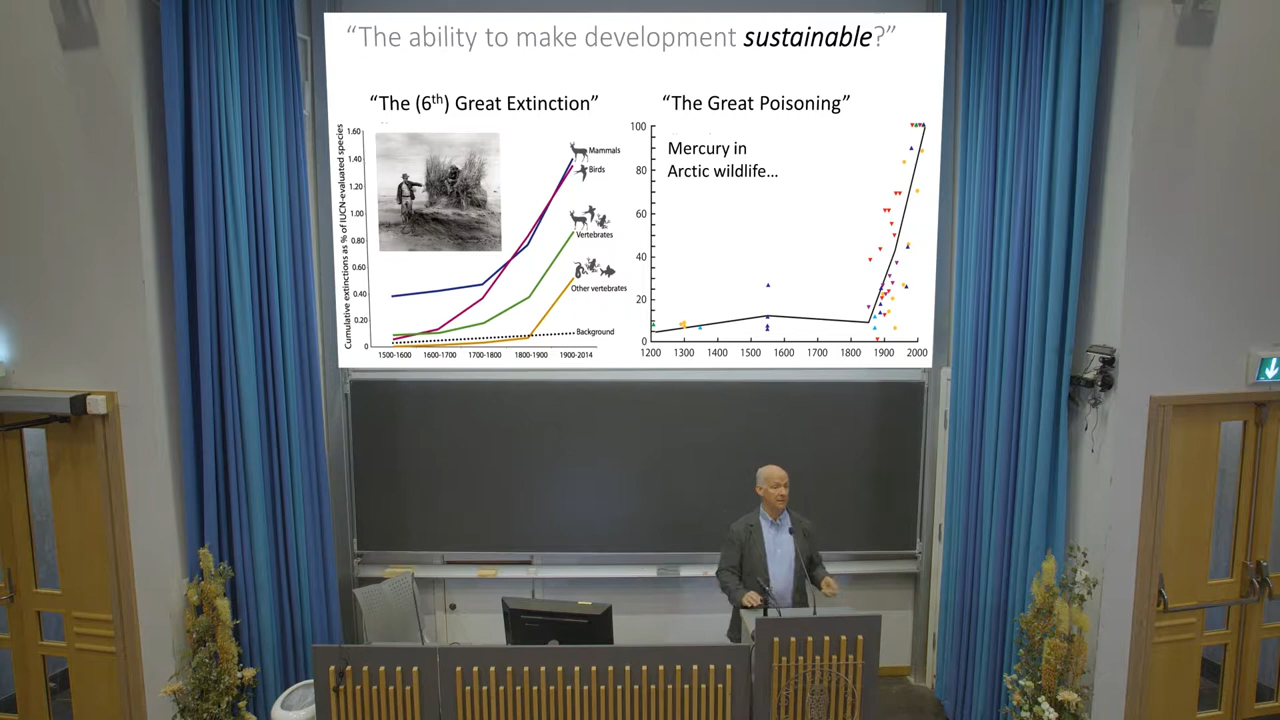 “The ability to make development sustainable?”
“The (6th) Great Extinction”
“The Great Poisoning”
Cumulative extinctions as % of IUCN-evaluated species
1.60
1.40
1.20
1.00
0.80
0.60
0.40
0.20
0
Mammals
Birds
Vertebrates
Other vertebrates
Background
1500-1600
1600-1700
1700-1800
1800-1900
1900-2014
Mercury in
Arctic wildlife...
100
80
60
40
20
0
1200 1300 1400 1500 1600 1700 1800 1900 2000